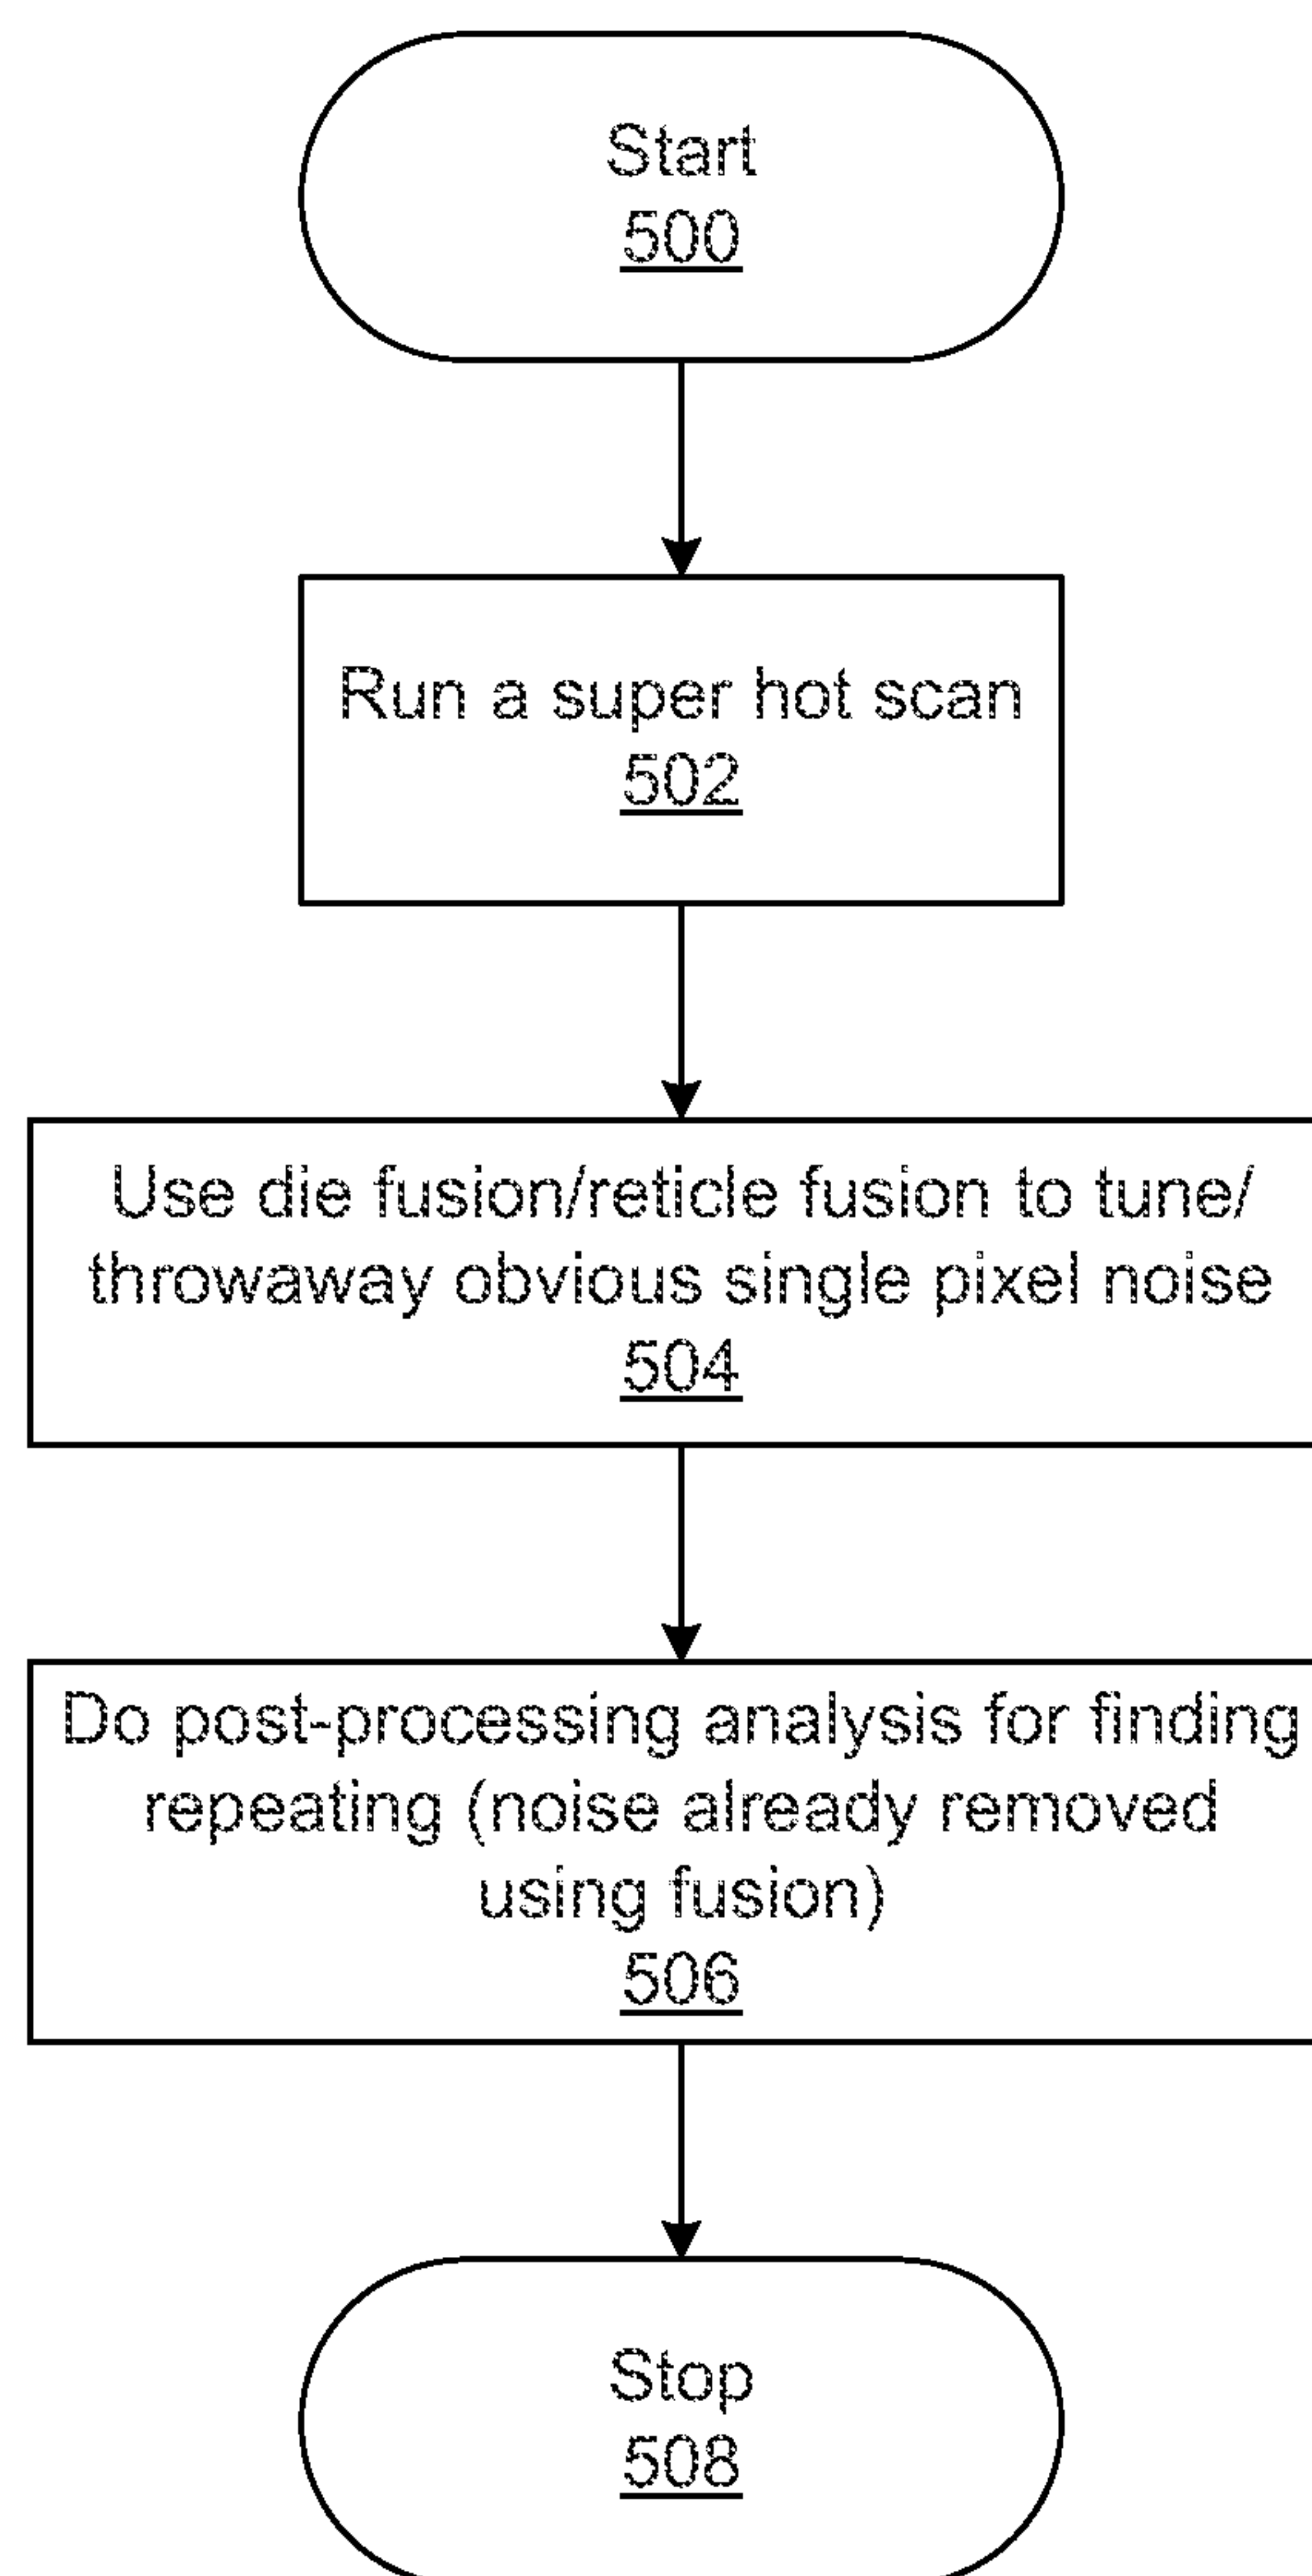 Start
500
Run a super hot scan
502
Use die fusion/reticle fusion to tune/
throwaway obvious single pixel noise
504
Do post-processing analysis for finding
repeating (noise already removed
using fusion)
506
Stop
508